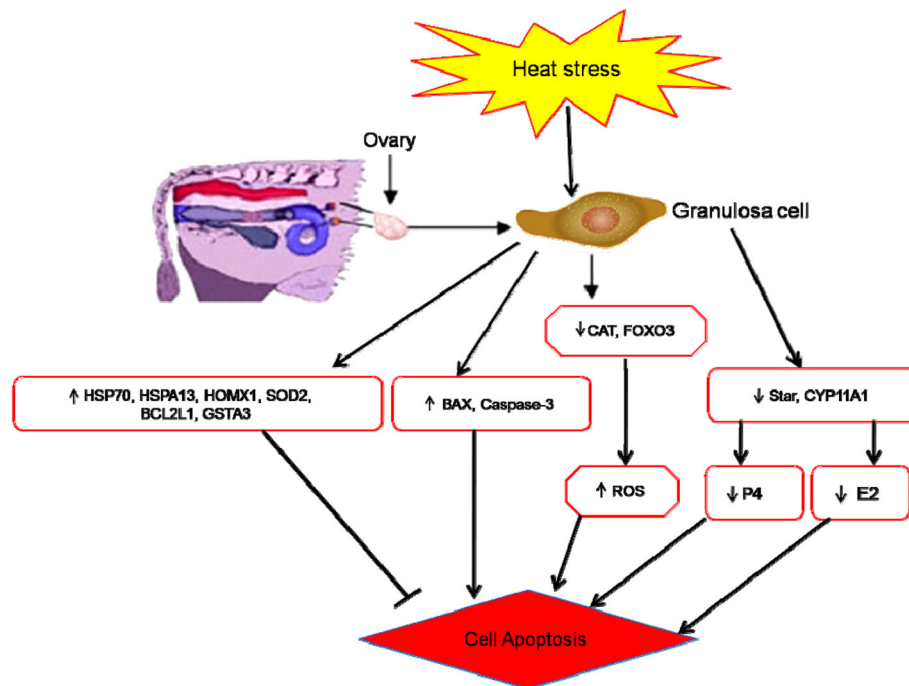 Heat stress
Ovary
Granulosa cell
↓ CAT, FOXO3
↑ HSP70, HSPA13, HOMX1, SOD2,
BCL2L1, GSTA3
↑ BAX, Caspase-3
↓ Star, CYP11A1
↑ ROS
↓ P4
↓ E2
Cell Apoptosis